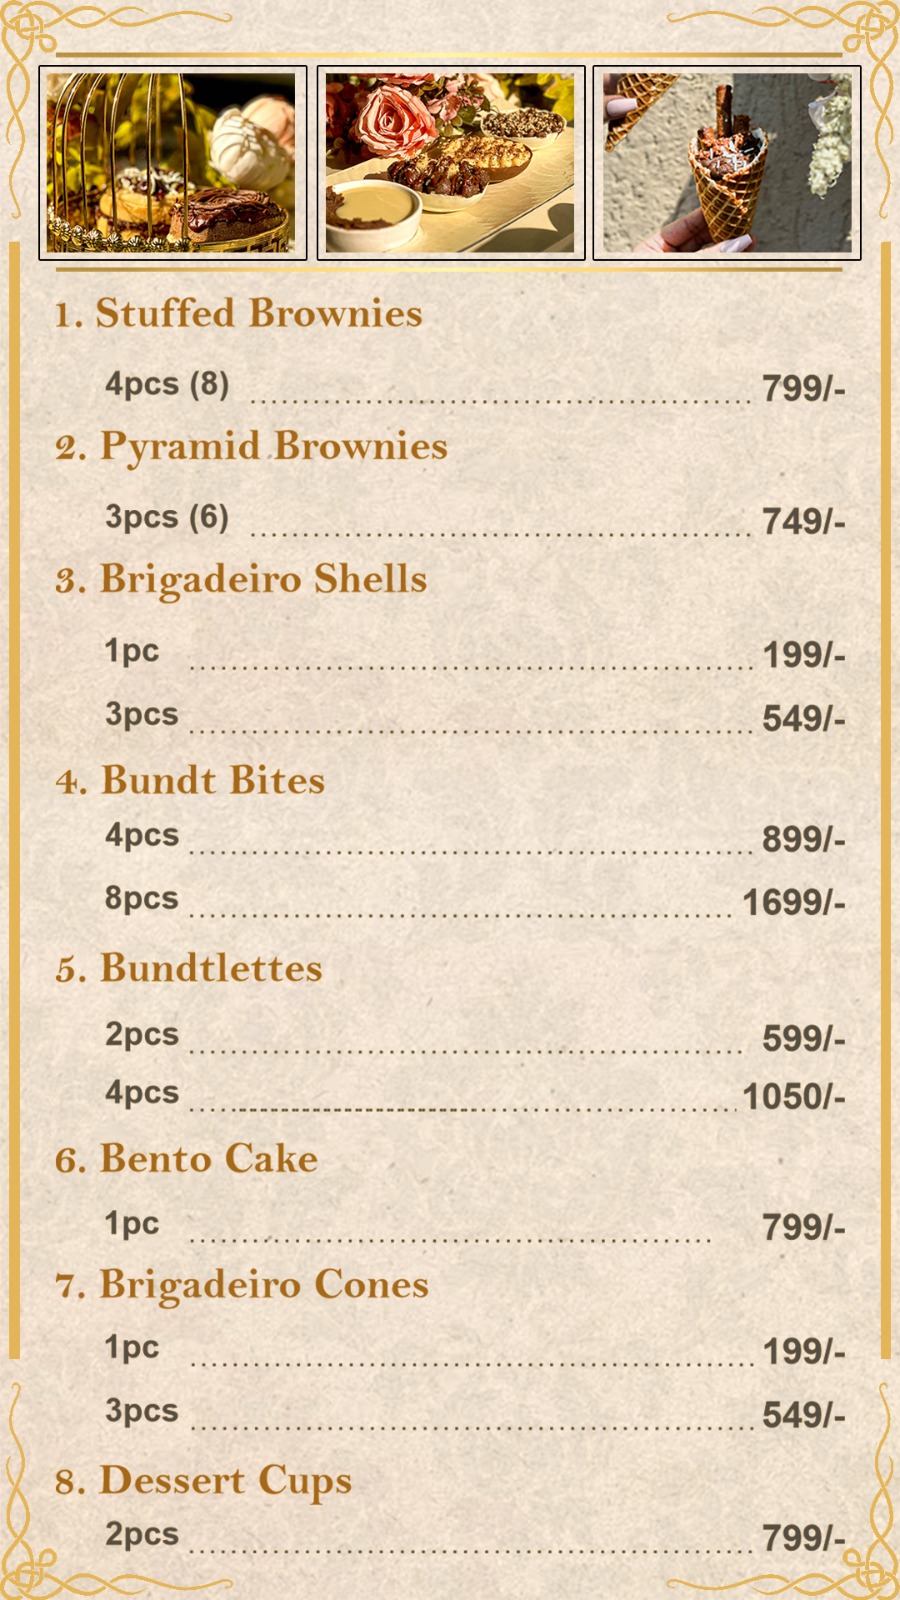 1. Stuffed Brownies
4pcs (8) 799/-
2. Pyramid Brownies
3pcs (6) 749/-
3. Brigadeiro Shells
1pc 199/-
3pcs 549/-
4. Bundt Bites
4pcs 899/-
8pcs 1699/-
5. Bundtlettes
2pcs 599/-
4pcs 1050/-
6. Bento Cake
1pc 799/-
7. Brigadeiro Cones
1pc 199/-
3pcs 549/-
8. Dessert Cups
2pcs 799/-